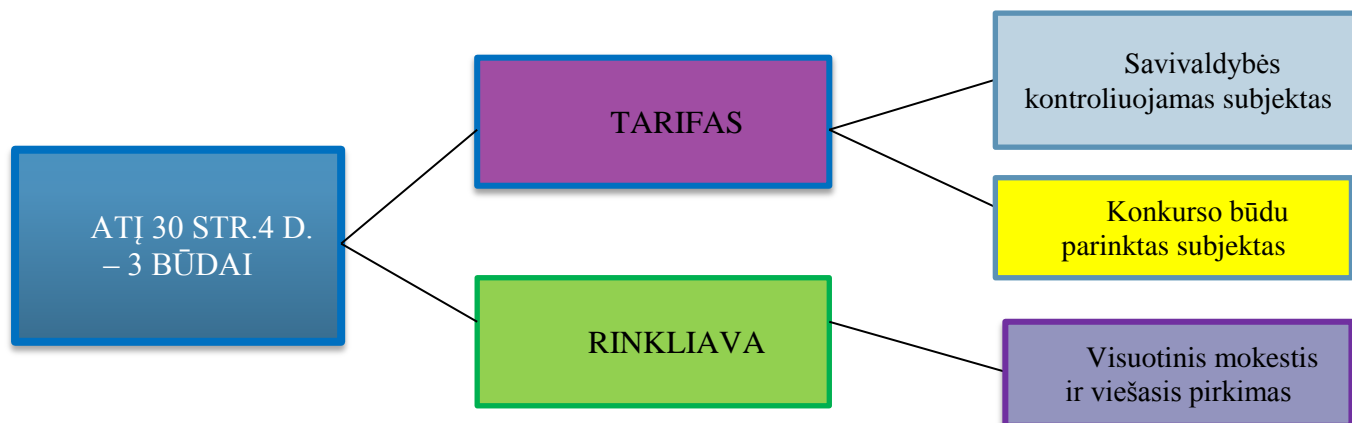 ATĮ 30 STR.4 D.
– 3 BŪDAI
TARIFAS
RINKLIAVA
Savivaldybės
kontroliuojamas subjektas
Konkurso būdu
parinktas subjektas
Visuotinis mokestis
ir viešasis pirkimas